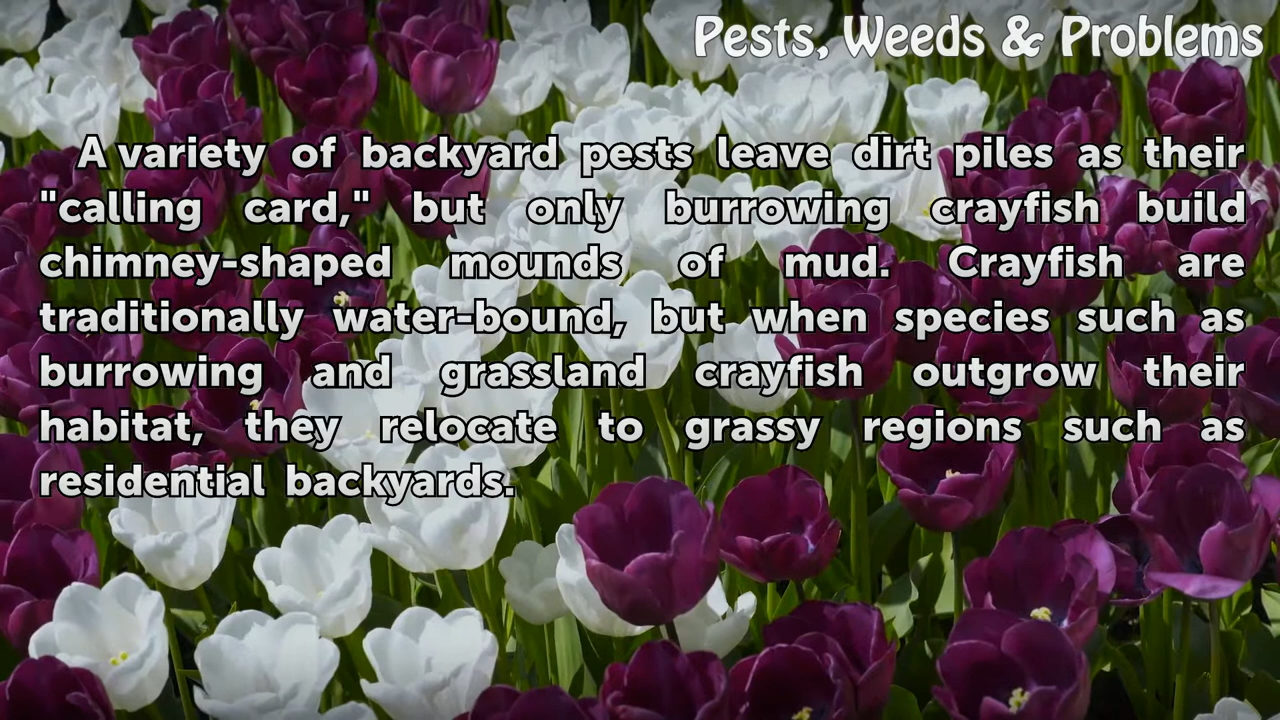 Pests, Weeds & Problems
A variety of backyard pests leave dirt piles as their
"calling card," but only burrowing crayfish build
chimney-shaped mounds of mud. Crayfish are
traditionally water-bound, but when species such as
burrowing and grassland crayfish outgrow their
habitat, they relocate to grassy regions such as
residential backyards.